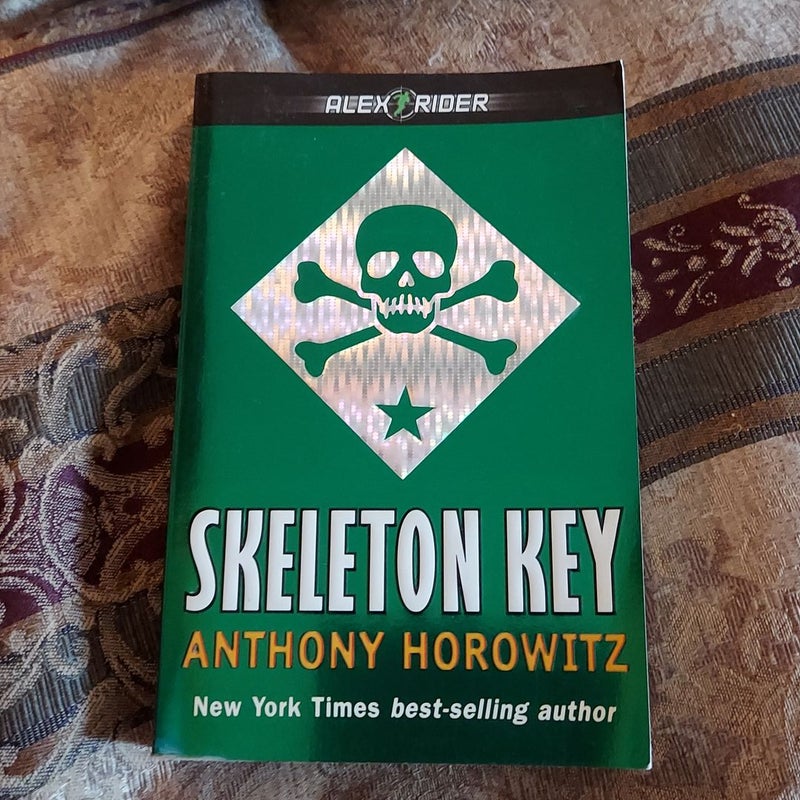 ALEX RIDER
SKELETON KEY
ANTHONY HOROWITZ
New York Times best-selling author